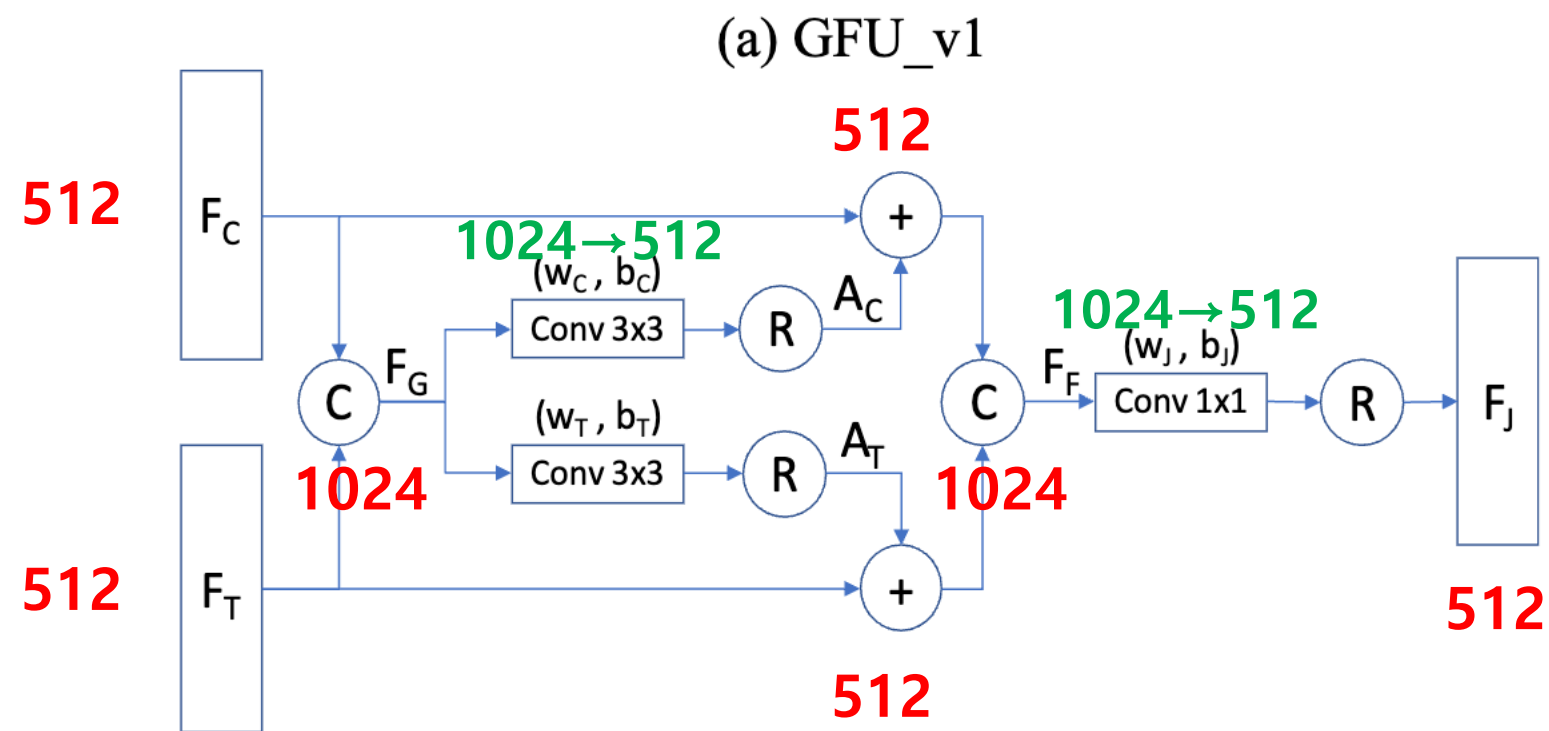 (a) GFU_v1
512
512
F_C
+
1024→512
(w_C , b_C)
A_C
1024→512
Conv 3x3
R
(w_J , b_J)
F_G
F_F
C
C
Conv 1x1
R
F_J
(w_T , b_T)
A_T
Conv 3x3
R
1024
1024
512
F_T
+
512
512